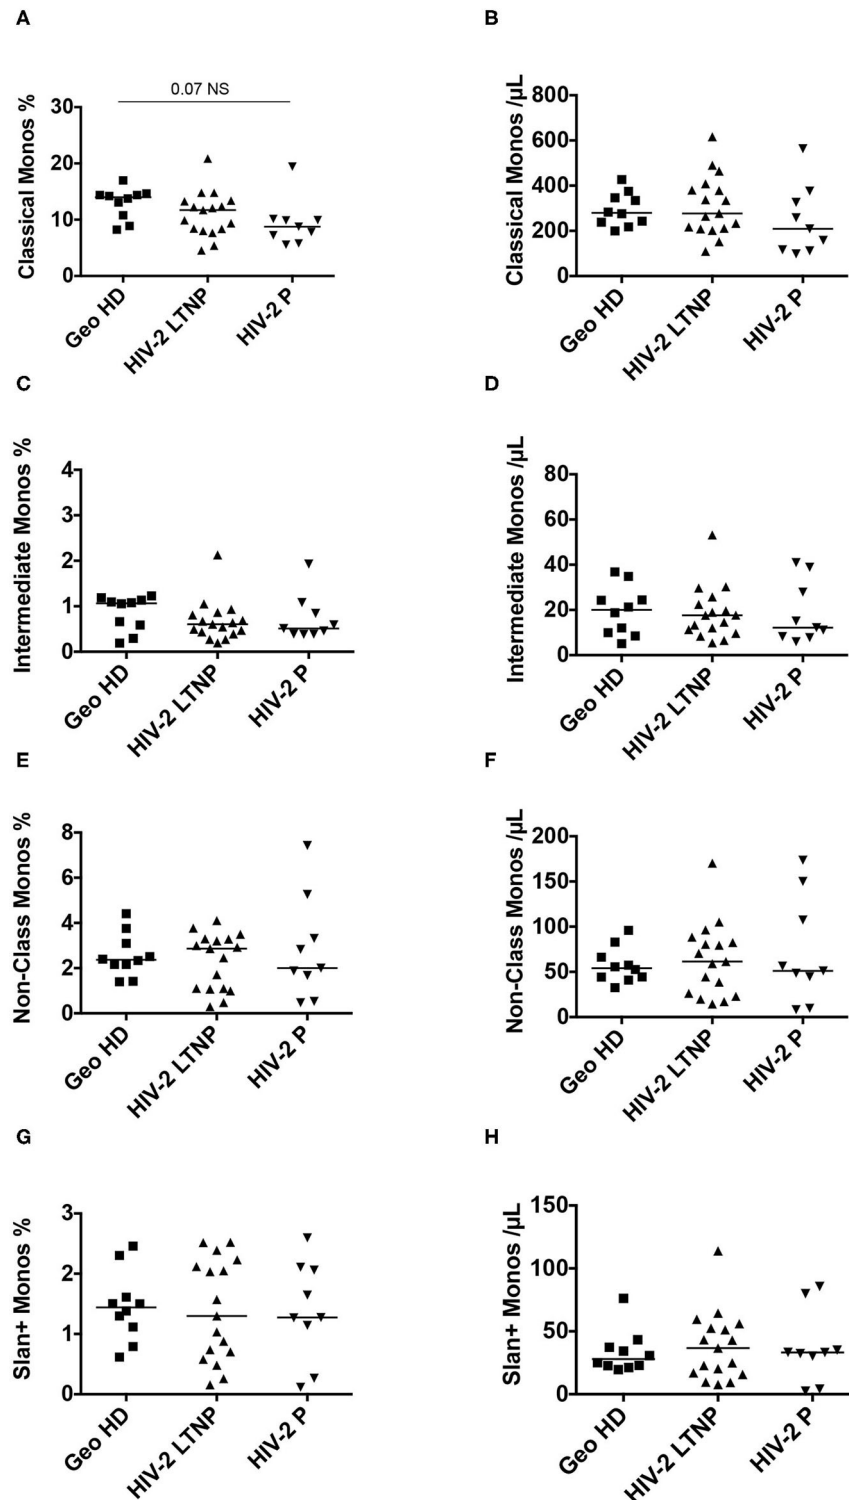 A
0.07 NS
Classical Monos %
30
20
10
0
Geo HD
HIV-2 LTNP
HIV-2 P
B
Classical Monos /µL
800
600
400
200
0
Geo HD
HIV-2 LTNP
HIV-2 P
C
Intermediate Monos %
4
3
2
1
0
Geo HD
HIV-2 LTNP
HIV-2 P
D
Intermediate Monos /µL
80
60
40
20
0
Geo HD
HIV-2 LTNP
HIV-2 P
E
Non-Class Monos %
8
6
4
2
0
Geo HD
HIV-2 LTNP
HIV-2 P
F
Non-Class Monos /µL
200
150
100
50
0
Geo HD
HIV-2 LTNP
HIV-2 P
G
Slan+ Monos %
3
2
1
0
Geo HD
HIV-2 LTNP
HIV-2 P
H
Slan+ Monos /µL
150
100
50
0
Geo HD
HIV-2 LTNP
HIV-2 P